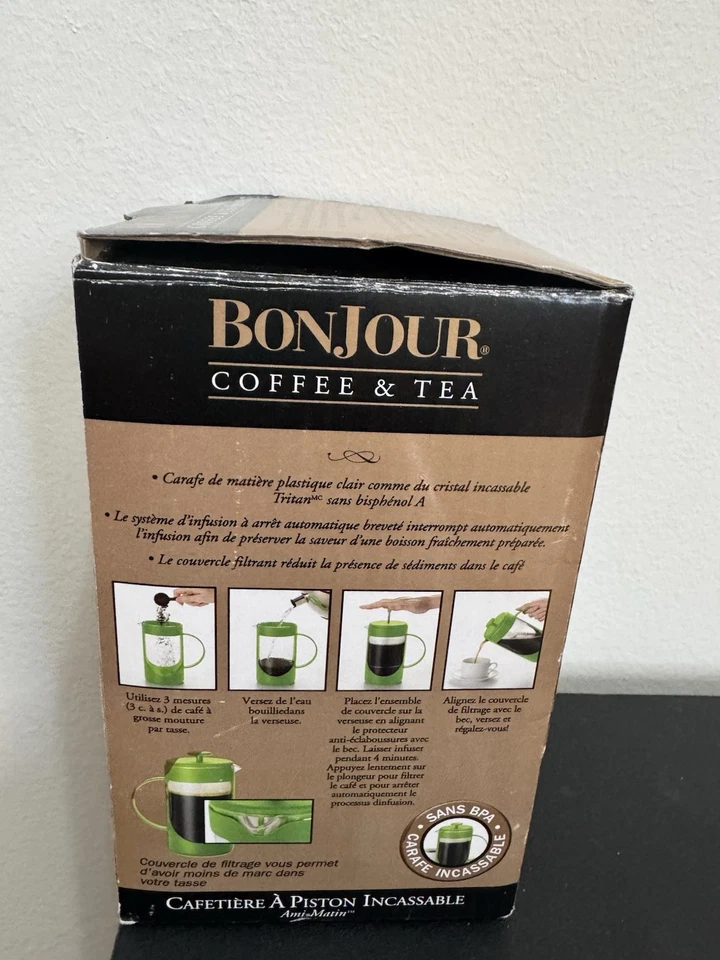 BONJOUR®
COFFEE & TEA
• Carafe de matière plastique clair comme du cristal incassable
Tritanᴹᶜ sans bisphénol A
• Le système d'infusion à arrêt automatique breveté interrompt automatiquement
l'infusion afin de préserver la saveur d'une boisson fraîchement préparée.
• Le couvercle filtrant réduit la présence de sédiments dans le café
Utilisez 3 mesures
(3 c. à s.) de café à
grosse mouture
par tasse.
Versez de l'eau
bouilliedans
la verseuse.
Placez l'ensemble
de couvercle sur la
verseuse en alignant
le protecteur
anti-éclaboussures avec
le bec. Laisser infuser
pendant 4 minutes.
Appuyez lentement sur
le plongeur pour filtrer
le café et pour arrêter
automatiquement le
processus dinfusion.
Alignez le couvercle
de filtrage avec le
bec, versez et
régalez-vous!
Couvercle de filtrage vous permet
d'avoir moins de marc dans
votre tasse
• SANS BPA •
CARAFE INCASSABLE
CAFETIÈRE À PISTON INCASSABLE
Ami-Matin™